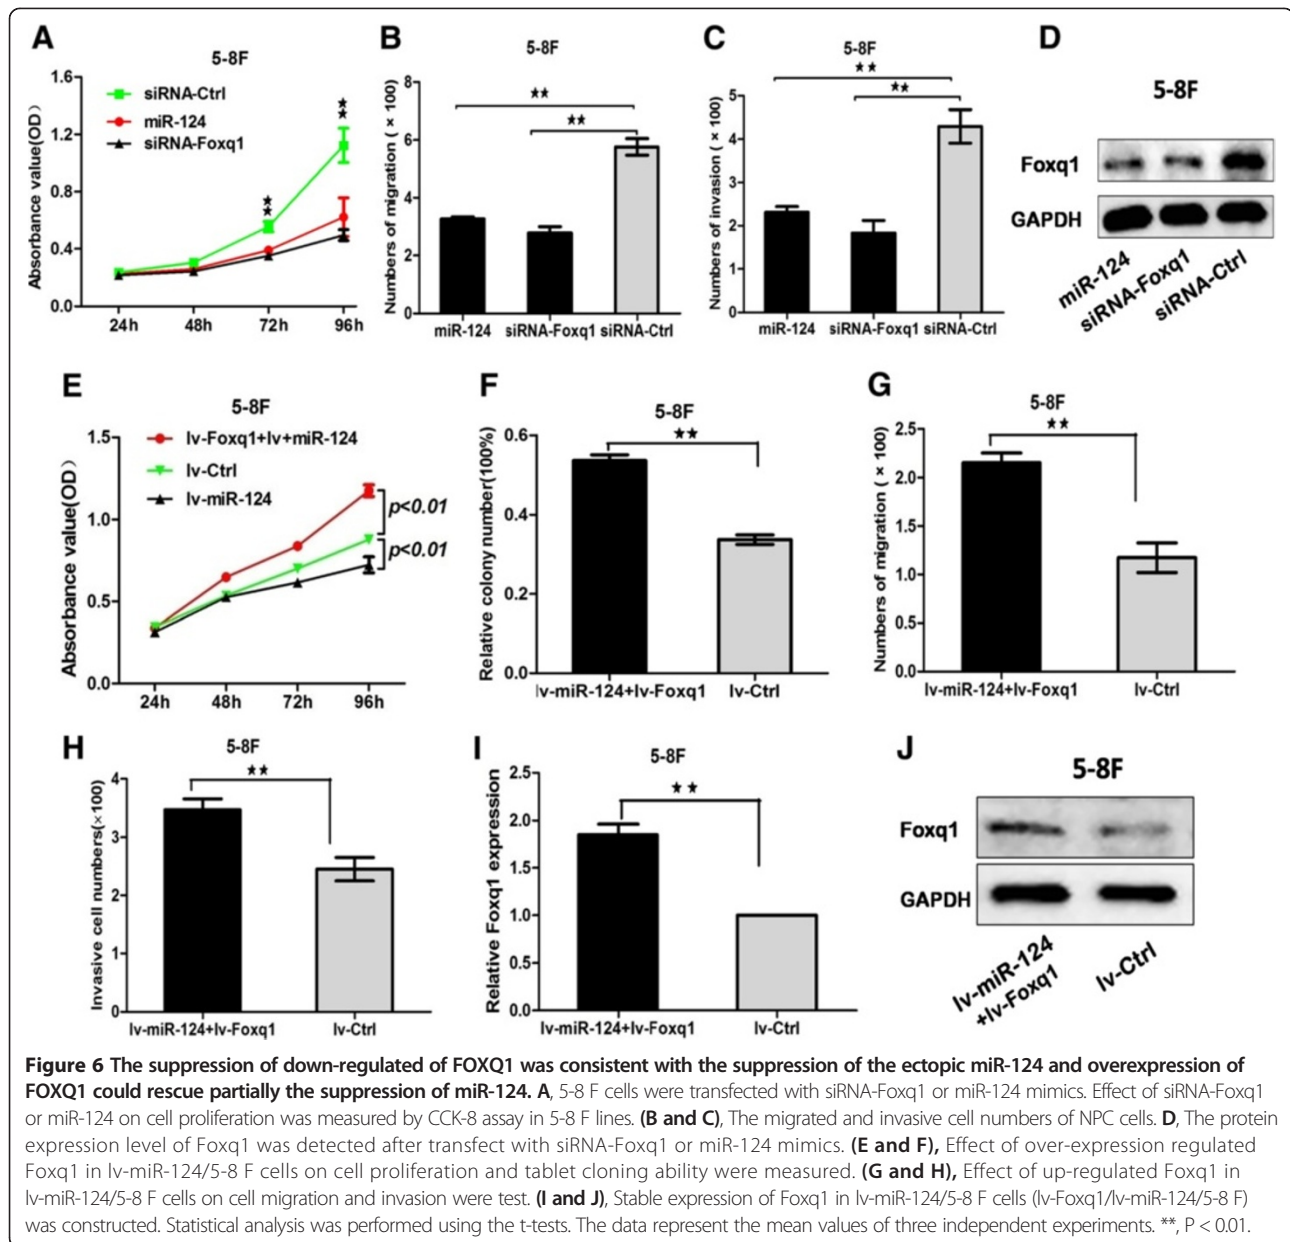 A
5-8F
siRNA-Ctrl
miR-124
siRNA-Foxq1
Absorbance value(OD)
1.6
1.2
0.8
0.4
0.0
24h 48h 72h 96h
B
5-8F
Numbers of migration ( × 100)
8
6
4
2
0
miR-124 siRNA-Foxq1 siRNA-Ctrl
C
5-8F
Numbers of invasion ( × 100)
5
4
3
2
1
0
miR-124 siRNA-Foxq1 siRNA-Ctrl
D
5-8F
Foxq1
GAPDH
miR-124
siRNA-Foxq1
siRNA-Ctrl
E
5-8F
lv-Foxq1+lv+miR-124
lv-Ctrl
lv-miR-124
Absorbance value(OD)
1.5
1.0
0.5
0.0
p<0.01
p<0.01
24h 48h 72h 96h
F
5-8F
Relative colony number(100%)
0.6
0.4
0.2
0.0
lv-miR-124+lv-Foxq1 lv-Ctrl
G
5-8F
Numbers of migration ( × 100)
2.5
2.0
1.5
1.0
0.5
0.0
lv-miR-124+lv-Foxq1 lv-Ctrl
H
5-8F
Invasive cell numbers(×100)
4
3
2
1
0
lv-miR-124+lv-Foxq1 lv-Ctrl
I
5-8F
Relative Foxq1 expression
2.5
2.0
1.5
1.0
0.5
0.0
lv-miR-124+lv-Foxq1 lv-Ctrl
J
5-8F
Foxq1
GAPDH
lv-miR-124
+lv-Foxq1
lv-Ctrl
Figure 6 The suppression of down-regulated of FOXQ1 was consistent with the suppression of the ectopic miR-124 and overexpression of
FOXQ1 could rescue partially the suppression of miR-124. A, 5-8 F cells were transfected with siRNA-Foxq1 or miR-124 mimics. Effect of siRNA-Foxq1
or miR-124 on cell proliferation was measured by CCK-8 assay in 5-8 F lines. (B and C), The migrated and invasive cell numbers of NPC cells. D, The protein
expression level of Foxq1 was detected after transfect with siRNA-Foxq1 or miR-124 mimics. (E and F), Effect of over-expression regulated
Foxq1 in lv-miR-124/5-8 F cells on cell proliferation and tablet cloning ability were measured. (G and H), Effect of up-regulated Foxq1 in
lv-miR-124/5-8 F cells on cell migration and invasion were test. (I and J), Stable expression of Foxq1 in lv-miR-124/5-8 F cells (lv-Foxq1/lv-miR-124/5-8 F)
was constructed. Statistical analysis was performed using the t-tests. The data represent the mean values of three independent experiments. **, P < 0.01.